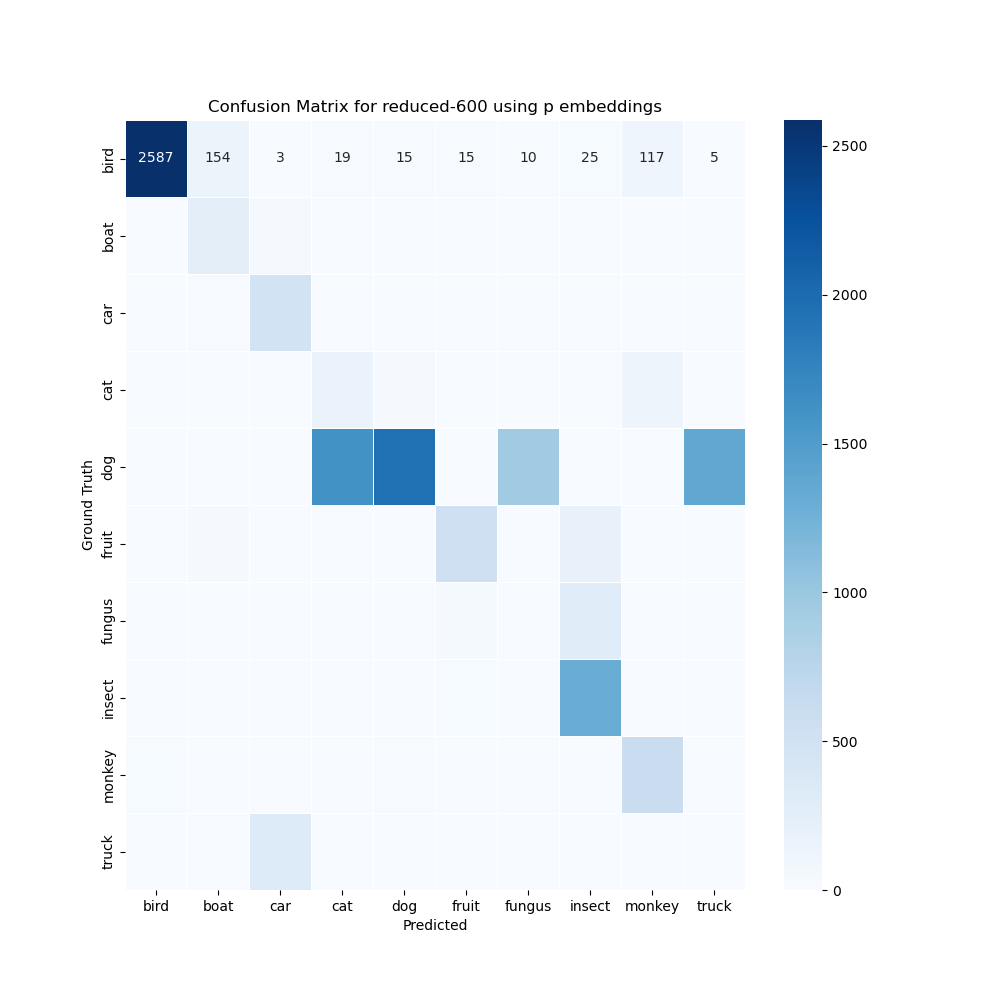 Confusion Matrix for reduced-600 using p embeddings
bird 2587 154 3 19 15 15 10 25 117 5
boat
car
cat
dog
fruit
fungus
insect
monkey
truck
Ground Truth
bird boat car cat dog fruit fungus insect monkey truck
Predicted
2500
2000
1500
1000
500
0